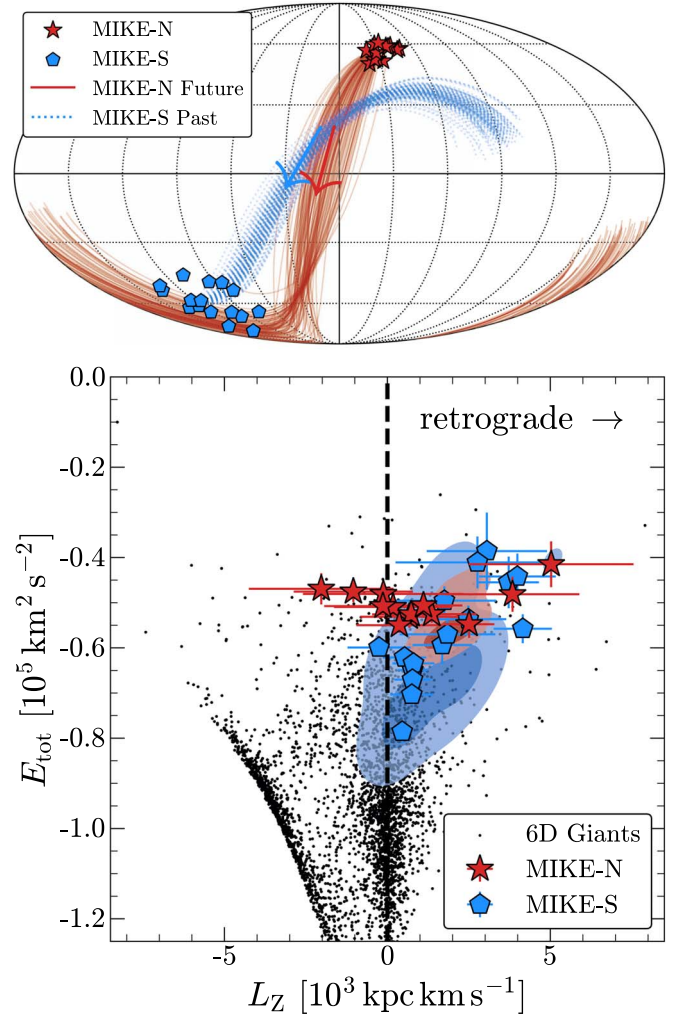 MIKE-N
MIKE-S
MIKE-N Future
MIKE-S Past
0.0
-0.2
-0.4
-0.6
-0.8
-1.0
-1.2
E_tot [10^5 km^2 s^-2]
retrograde →
6D Giants
MIKE-N
MIKE-S
-5 0 5
L_Z [10^3 kpc km s^-1]